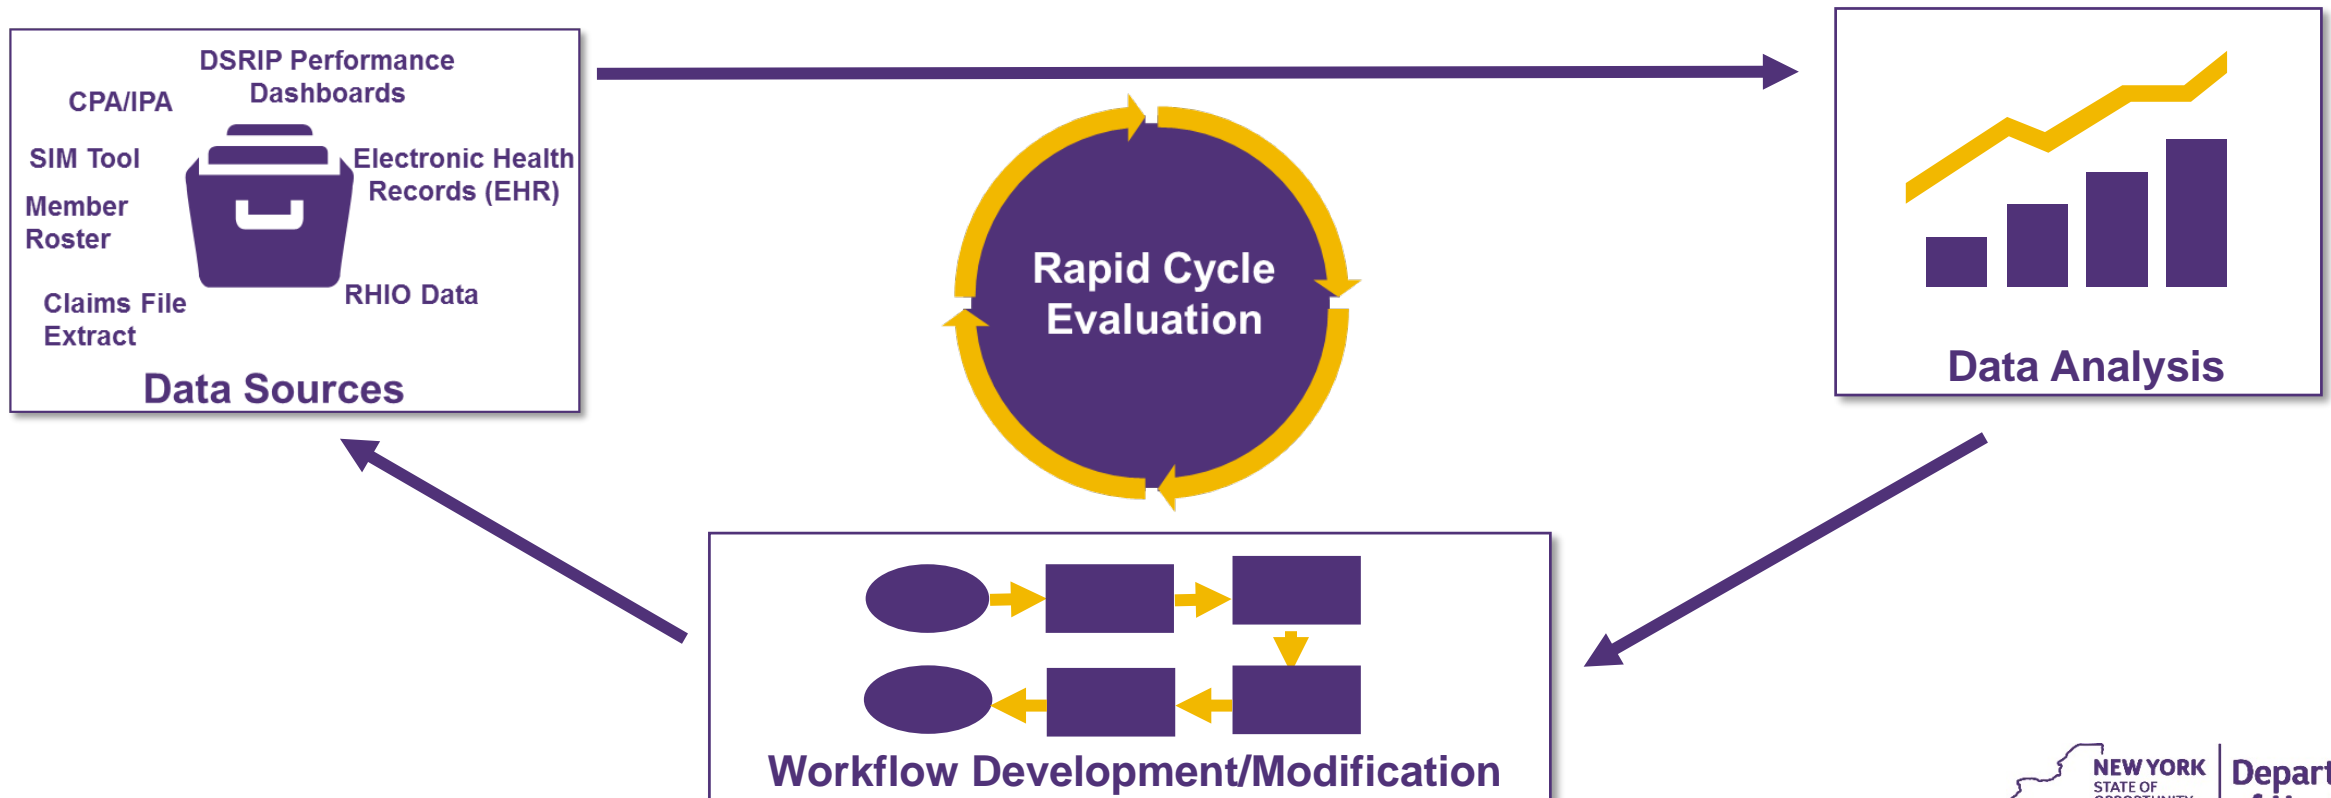 DSRIP Performance
Dashboards
CPA/IPA
SIM Tool
Electronic Health
Records (EHR)
Member
Roster
RHIO Data
Claims File
Extract
Data Sources
Rapid Cycle
Evaluation
Data Analysis
Workflow Development/Modification
NEW YORK
STATE OF